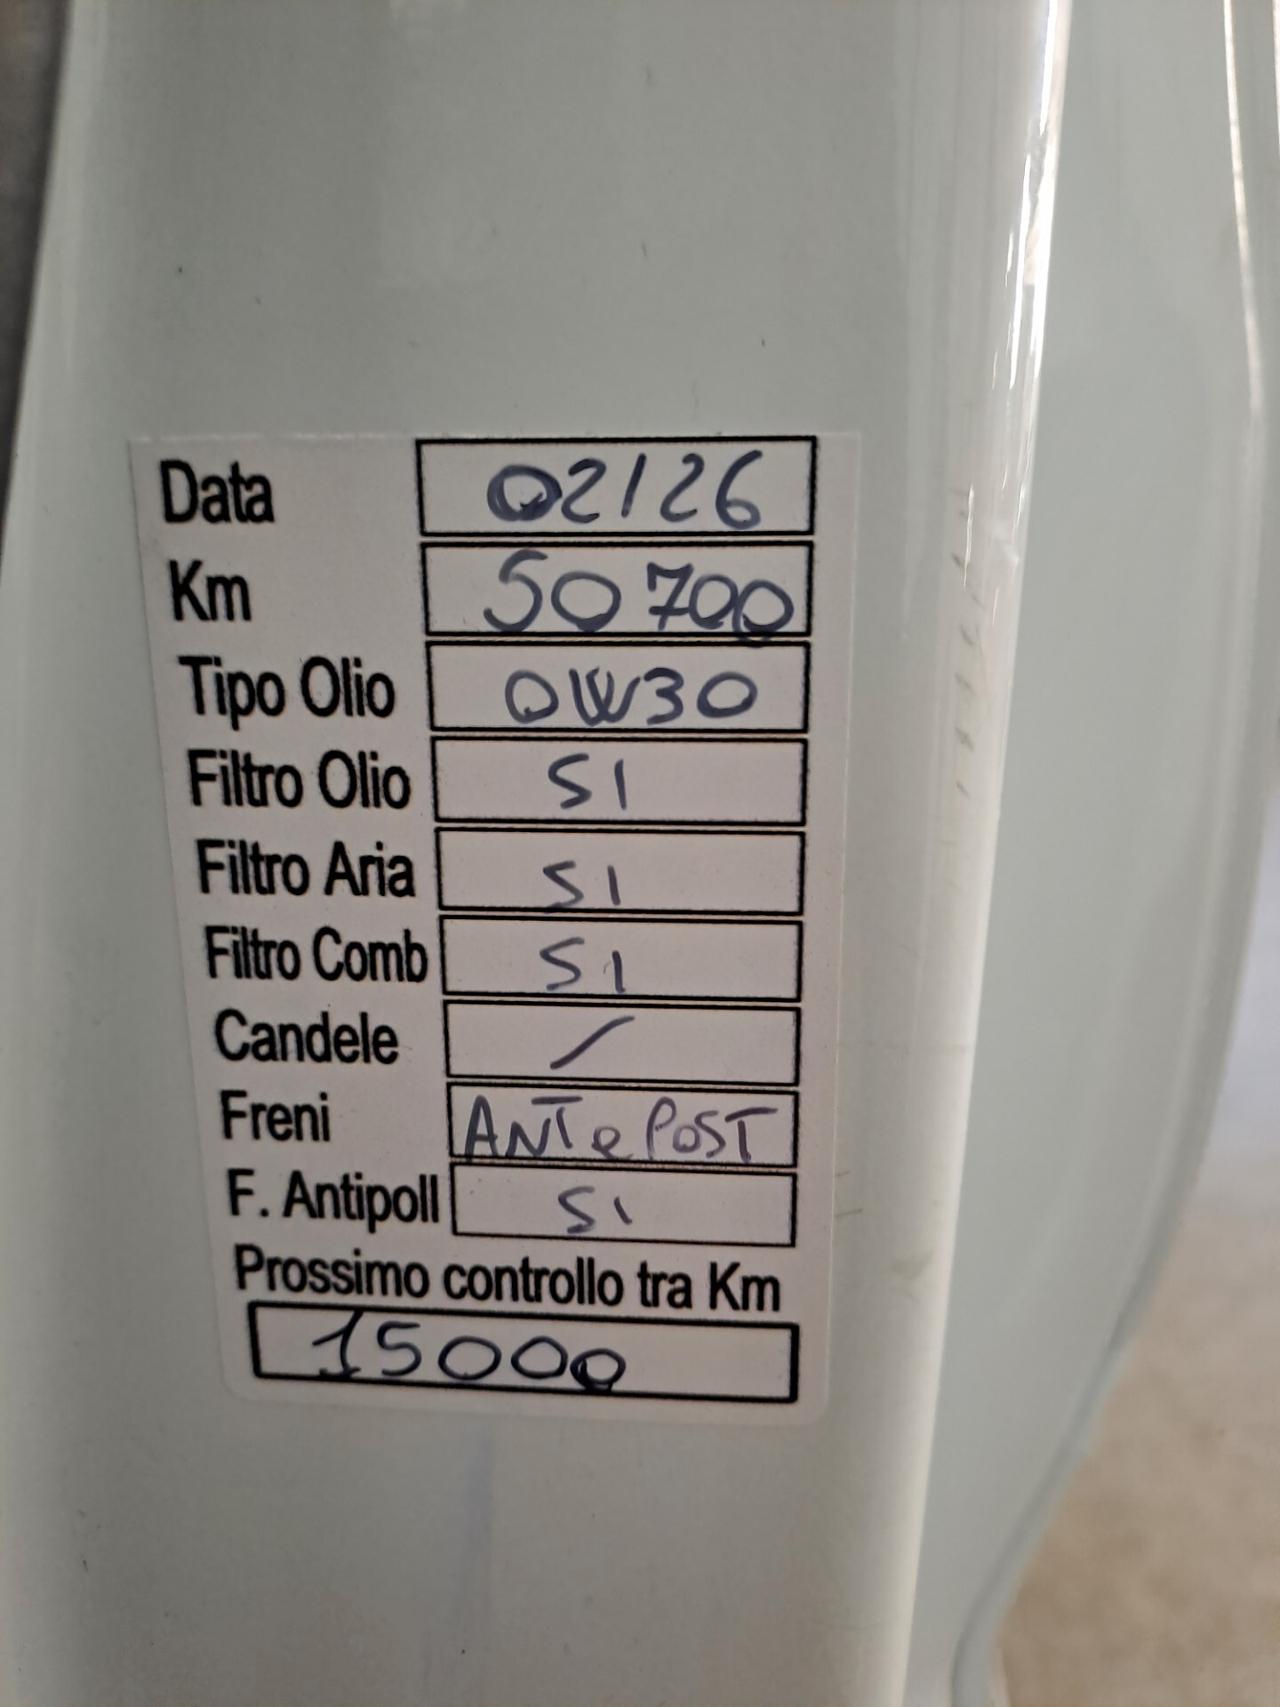 Data 02/26
Km 50700
Tipo Olio 0W30
Filtro Olio SI
Filtro Aria SI
Filtro Comb SI
Candele /
Freni ANT e POST
F. Antipoll SI
Prossimo controllo tra Km
15000